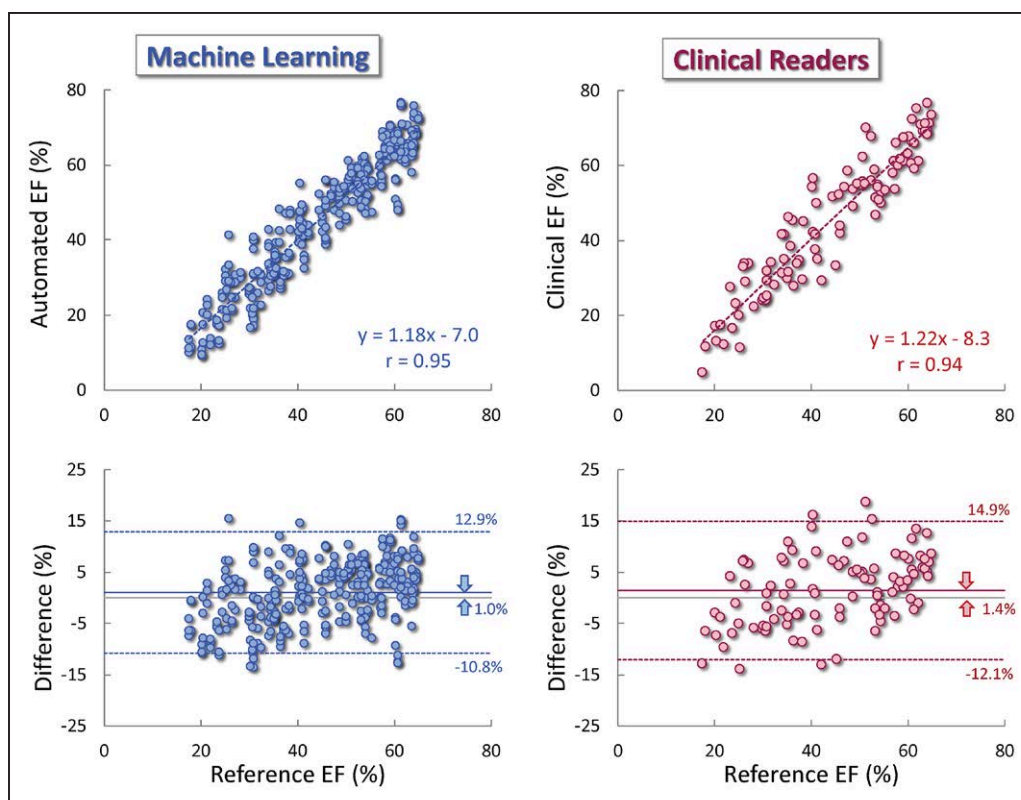 Machine Learning
Clinical Readers
Automated EF (%)
80
60
40
20
0
0 20 40 60 80
y = 1.18x - 7.0
r = 0.95
Clinical EF (%)
80
60
40
20
0
0 20 40 60 80
y = 1.22x - 8.3
r = 0.94
Difference (%)
25
15
5
-5
-15
-25
12.9%
1.0%
-10.8%
20 40 60 80
Reference EF (%)
Difference (%)
25
15
5
-5
-15
-25
14.9%
1.4%
-12.1%
20 40 60 80
Reference EF (%)